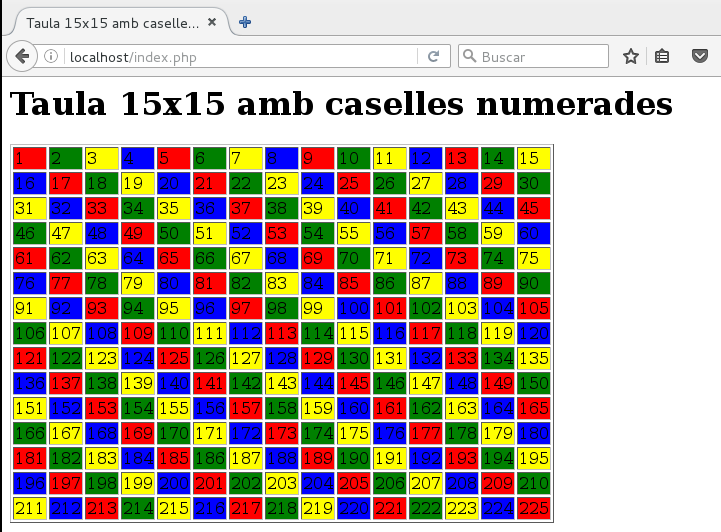 Taula 15x15 amb caselle...
localhost/index.php
Buscar
Taula 15x15 amb caselles numerades
1 2 3 4 5 6 7 8 9 10 11 12 13 14 15
16 17 18 19 20 21 22 23 24 25 26 27 28 29 30
31 32 33 34 35 36 37 38 39 40 41 42 43 44 45
46 47 48 49 50 51 52 53 54 55 56 57 58 59 60
61 62 63 64 65 66 67 68 69 70 71 72 73 74 75
76 77 78 79 80 81 82 83 84 85 86 87 88 89 90
91 92 93 94 95 96 97 98 99 100 101 102 103 104 105
106 107 108 109 110 111 112 113 114 115 116 117 118 119 120
121 122 123 124 125 126 127 128 129 130 131 132 133 134 135
136 137 138 139 140 141 142 143 144 145 146 147 148 149 150
151 152 153 154 155 156 157 158 159 160 161 162 163 164 165
166 167 168 169 170 171 172 173 174 175 176 177 178 179 180
181 182 183 184 185 186 187 188 189 190 191 192 193 194 195
196 197 198 199 200 201 202 203 204 205 206 207 208 209 210
211 212 213 214 215 216 217 218 219 220 221 222 223 224 225